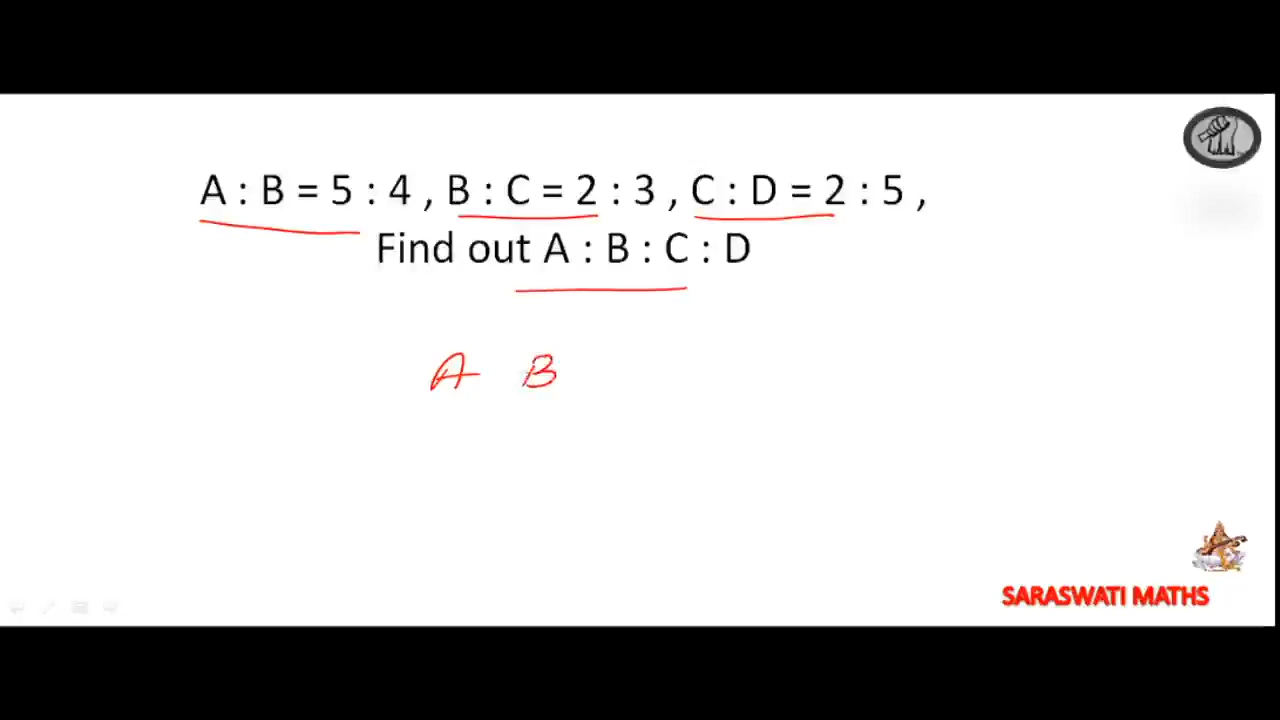 A : B = 5 : 4 , B : C = 2 : 3 , C : D = 2 : 5 ,
Find out A : B : C : D
A B
SARASWATI MATHS